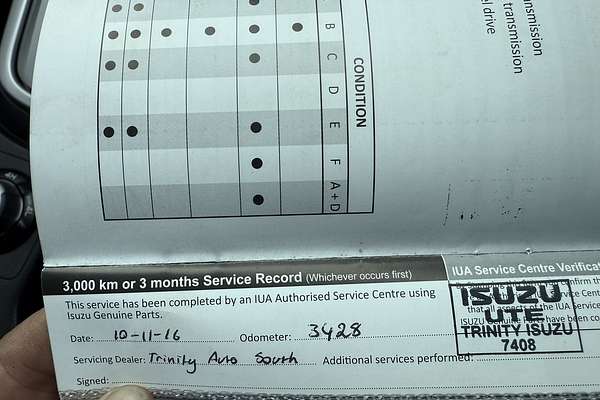 nsmission
transmission
el drive
CONDITION
B
C
D
E
F
A + D
3,000 km or 3 months Service Record (Whichever occurs first)
This service has been completed by an IUA Authorised Service Centre using
Isuzu Genuine Parts.
Date: 10-11-16 Odometer: 3428
Servicing Dealer: Trinity Auto South Additional services performed:
Signed:
IUA Service Centre Verificat
ISUZU
UTE
TRINITY ISUZU
7408